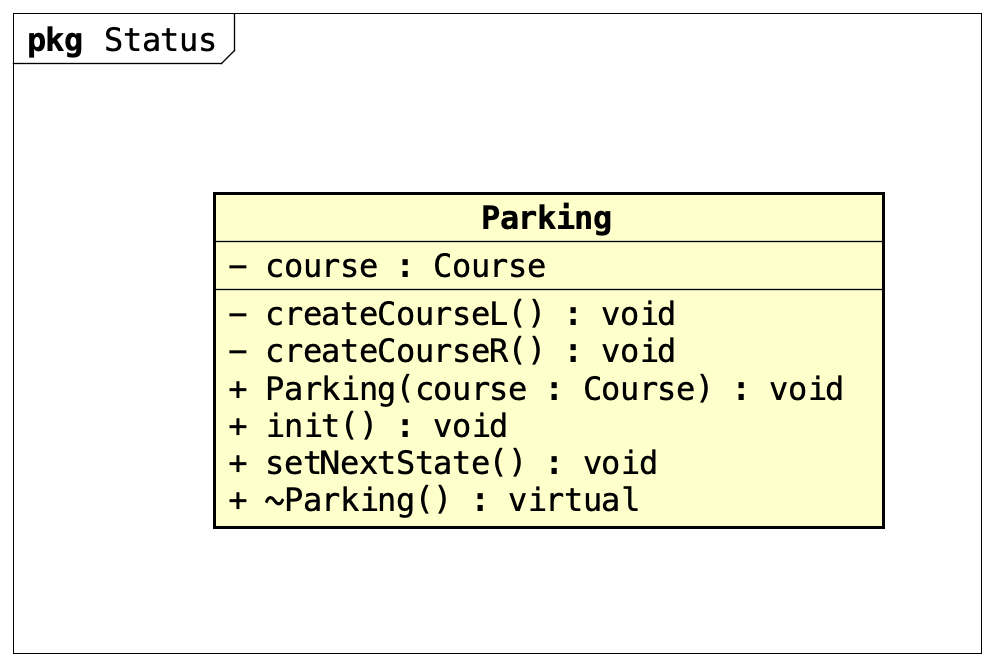 pkg Status
Parking
− course : Course
− createCourseL() : void
− createCourseR() : void
+ Parking(course : Course) : void
+ init() : void
+ setNextState() : void
+ ~Parking() : virtual